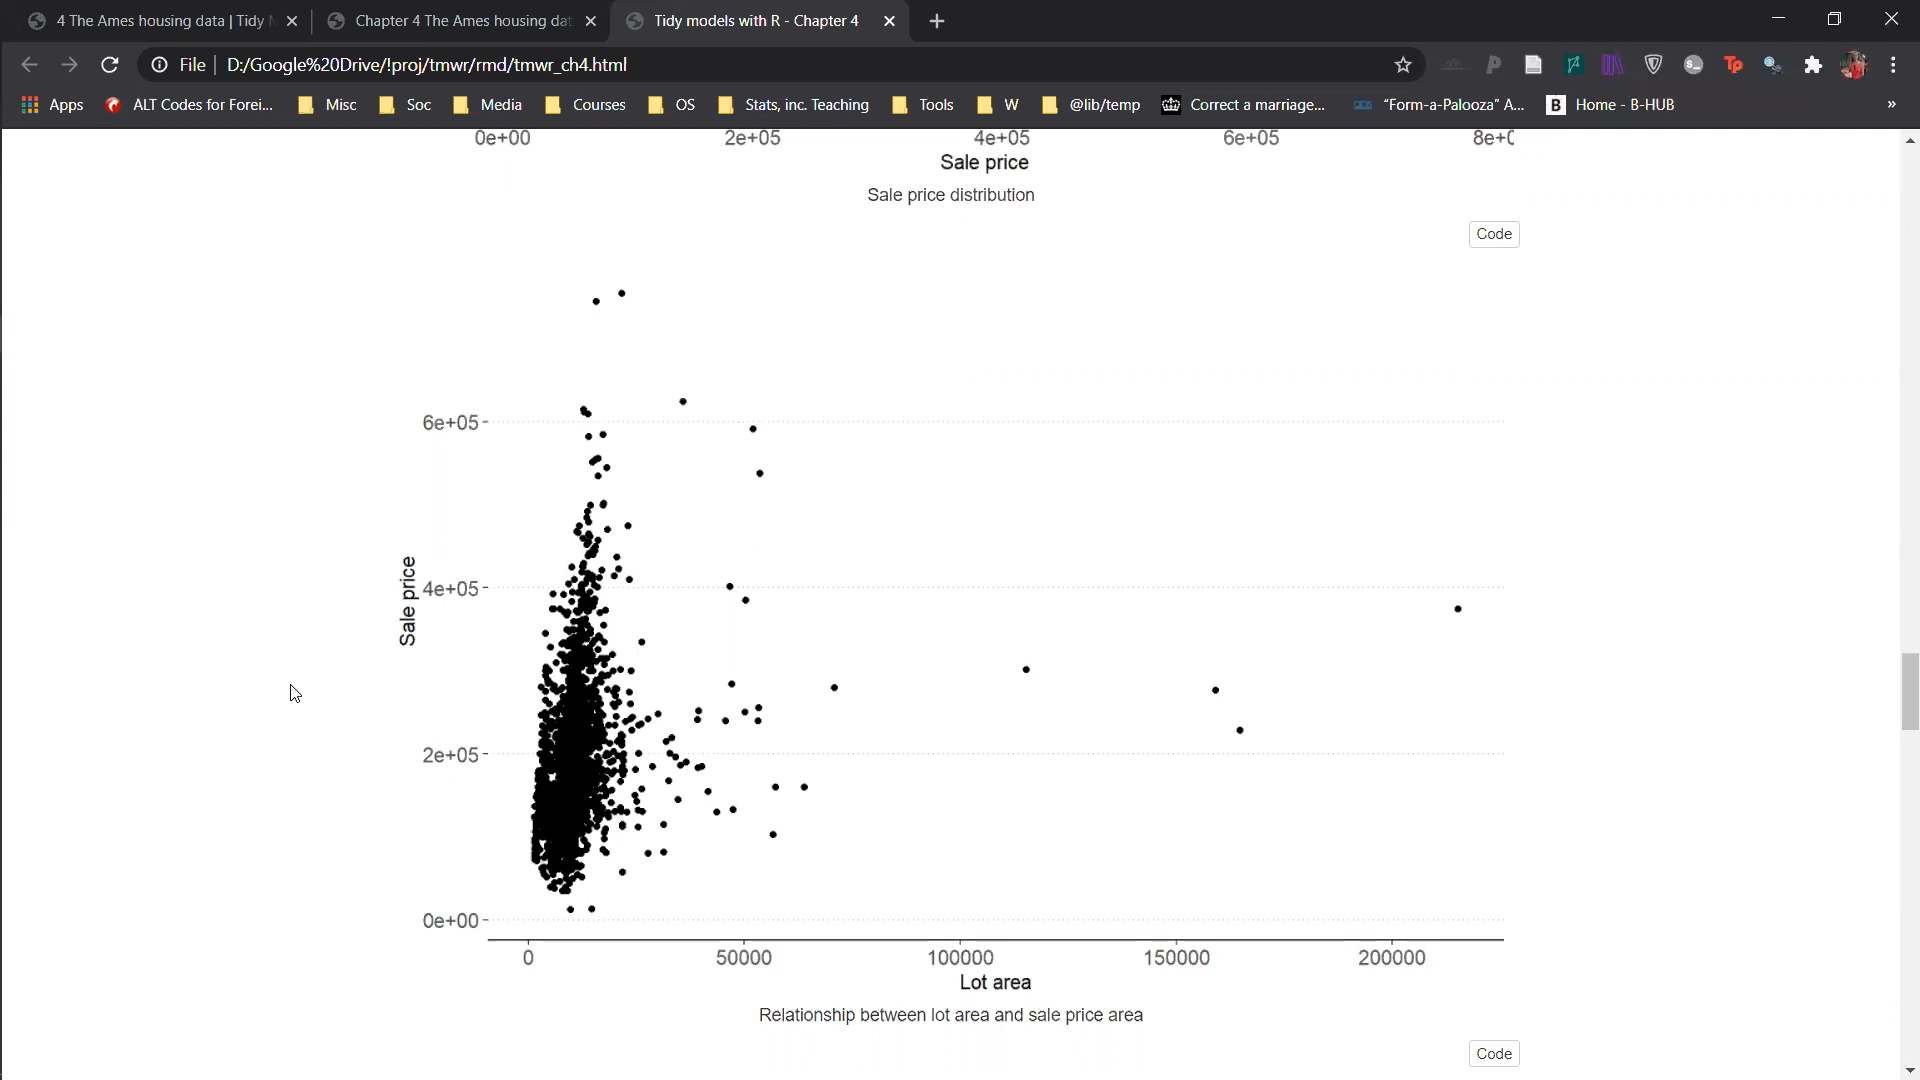 4 The Ames housing data | Tidy
Chapter 4 The Ames housing dat
Tidy models with R - Chapter 4
File
D:/Google%20Drive/!proj/tmwr/rmd/tmwr_ch4.html
Apps
ALT Codes for Forei...
Misc
Soc
Media
Courses
OS
Stats, inc. Teaching
Tools
W
@lib/temp
Correct a marriage...
“Form-a-Palooza” A...
B
Home - B-HUB
»
0e+00 2e+05 4e+05 6e+05 8e+0
Sale price
Sale price distribution
Code
6e+05
4e+05
2e+05
0e+00
Sale price
0 50000 100000 150000 200000
Lot area
Relationship between lot area and sale price area
Code